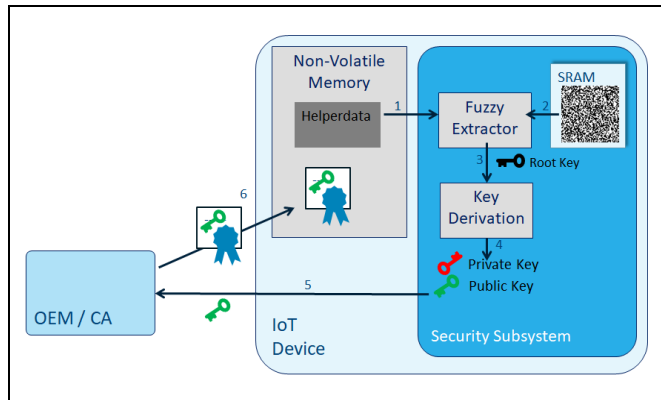 Non-Volatile
Memory
Helperdata
1
Fuzzy
Extractor
2
SRAM
3
Root Key
Key
Derivation
4
Private Key
Public Key
5
6
OEM / CA
IoT
Device
Security Subsystem